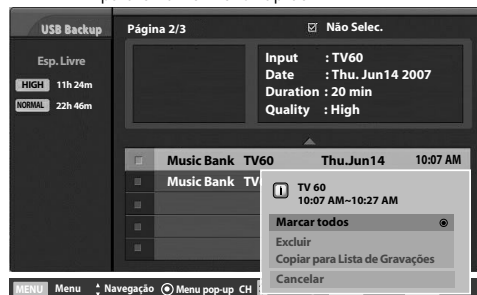 USB Backup Página 2/3 Não Selec.
Esp. Livre
HIGH 11h 24m
NORMAL 22h 46m
Input : TV60
Date : Thu. Jun14 2007
Duration : 20 min
Quality : High
Music Bank TV60 Thu.Jun14 10:07 AM
Music Bank
TV 60
10:07 AM~10:27 AM
Marcar todos
Excluir
Copiar para Lista de Gravações
Cancelar
MENU Menu Navegação Menu pop-up CH